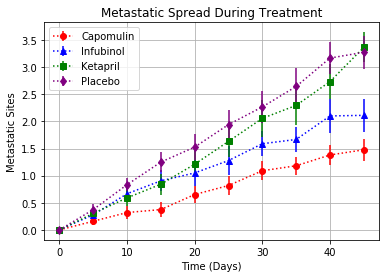 Metastatic Spread During Treatment
Capomulin
Infubinol
Ketapril
Placebo
Metastatic Sites
3.5
3.0
2.5
2.0
1.5
1.0
0.5
0.0
0
10
20
30
40
Time (Days)